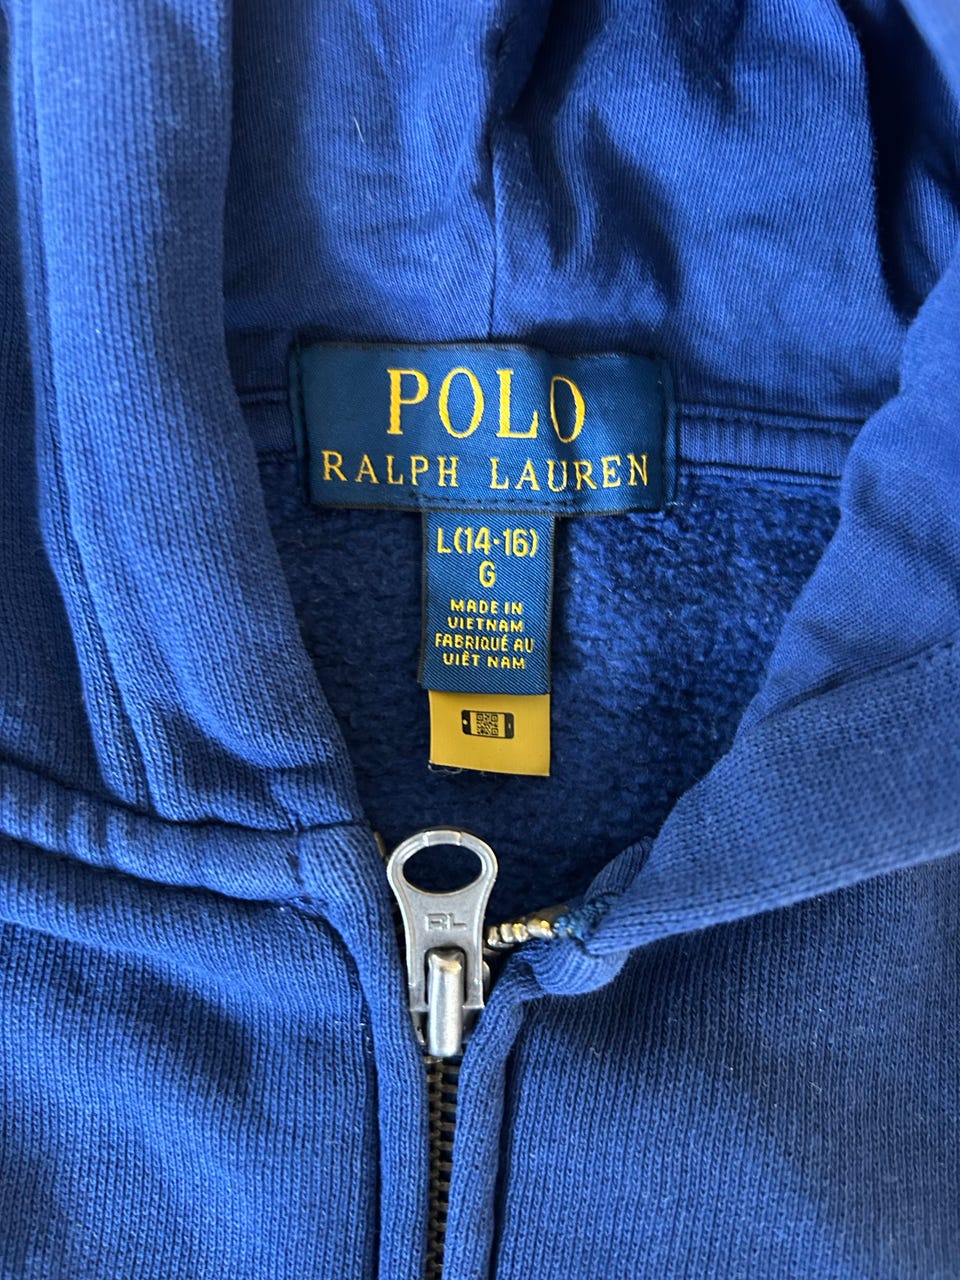 POLO
RALPH LAUREN
L(14-16)
G
MADE IN
VIETNAM
FABRIQUÉ AU
VIÊT NAM
RL